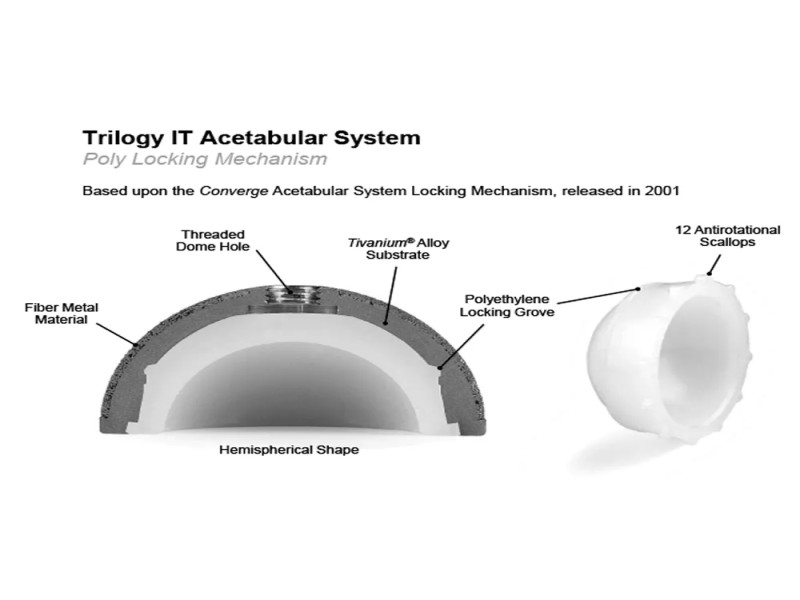 Trilogy IT Acetabular System
Poly Locking Mechanism
Based upon the Converge Acetabular System Locking Mechanism, released in 2001
Threaded
Dome Hole
Tivanium® Alloy
Substrate
12 Antirotational
Scallops
Fiber Metal
Material
Polyethylene
Locking Grove
Hemispherical Shape